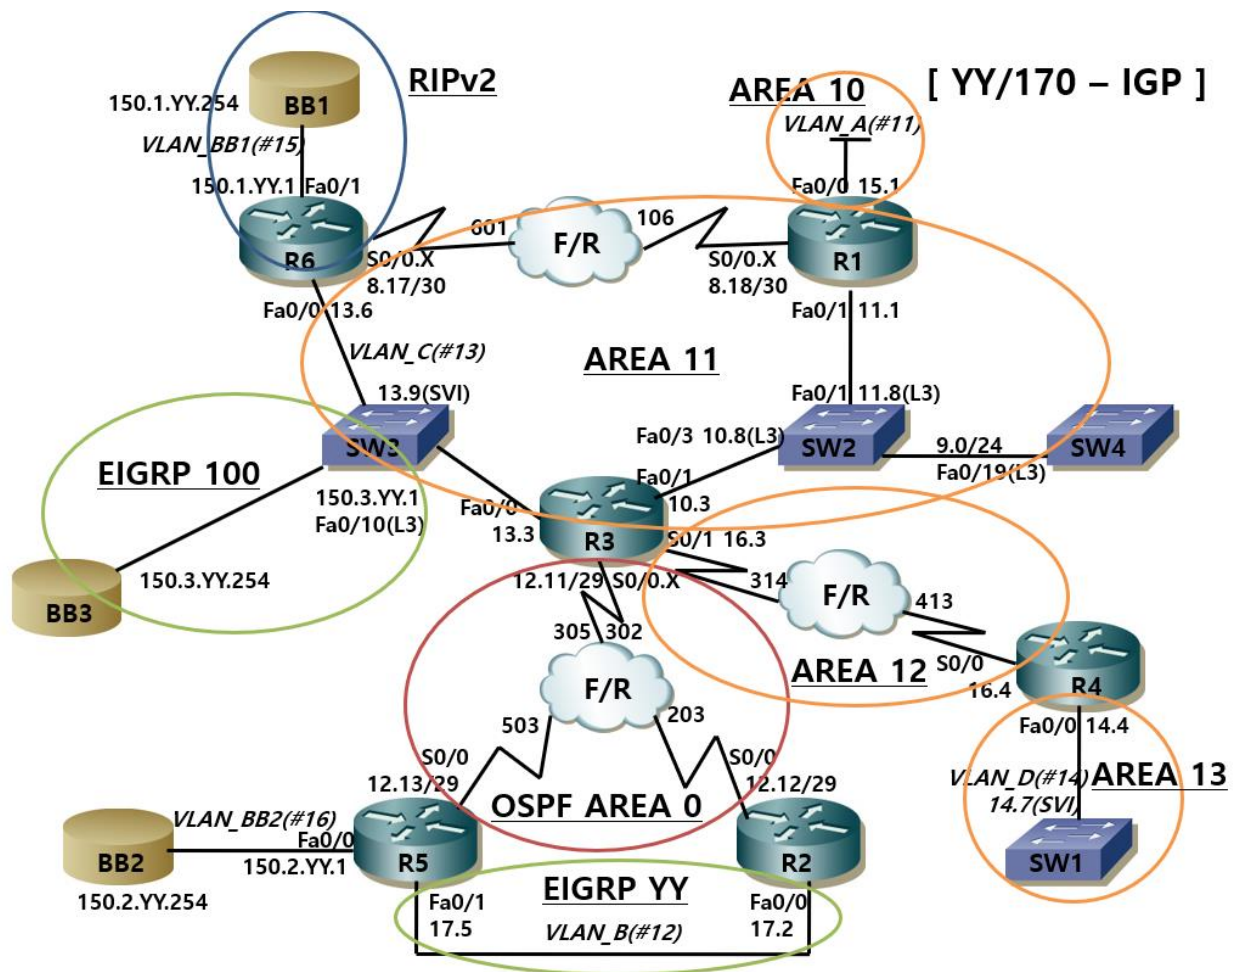 RIPv2
AREA 10
[ YY/170 – IGP ]
BB1
150.1.YY.254
VLAN_BB1(#15)
VLAN_A(#11)
150.1.YY.1 Fa0/1
Fa0/0 15.1
R6
601
F/R
106
R1
S0/0.X
8.17/30
S0/0.X
8.18/30
Fa0/0 13.6
Fa0/1 11.1
VLAN_C(#13)
AREA 11
13.9(SVI)
Fa0/1 11.8(L3)
SW3
Fa0/3 10.8(L3)
SW2
9.0/24
SW4
EIGRP 100
Fa0/1
10.3
Fa0/19(L3)
150.3.YY.1
Fa0/10(L3)
Fa0/0
13.3
R3
S0/1 16.3
150.3.YY.254
BB3
12.11/29 S0/0.X
314
F/R
413
305 302
F/R
AREA 12
S0/0
16.4
R4
503
203
Fa0/0 14.4
S0/0
12.13/29
S0/0
12.12/29
VLAN_D(#14)
14.7(SVI)
AREA 13
OSPF AREA 0
VLAN_BB2(#16)
Fa0/0
BB2
150.2.YY.1
R5
R2
SW1
150.2.YY.254
EIGRP YY
Fa0/1
17.5
VLAN_B(#12)
Fa0/0
17.2